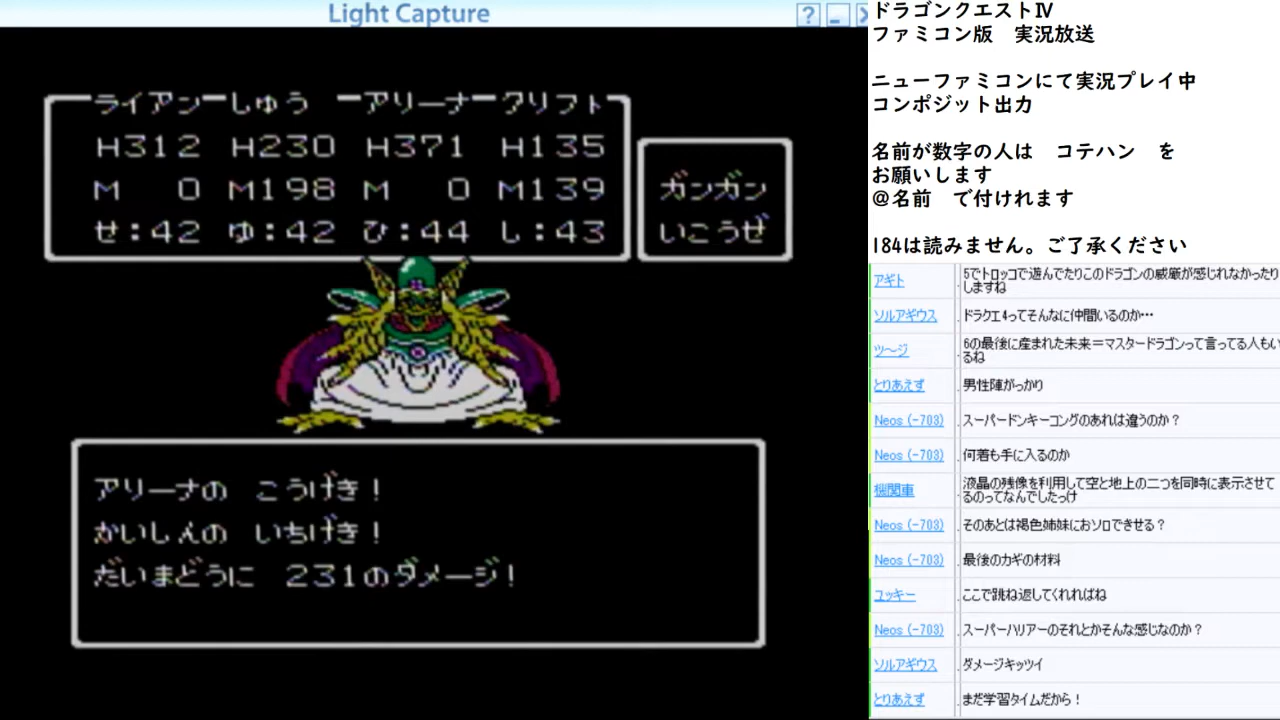 Light Capture
ライアン しゅう アリーナ クリフト
H312 H230 H371 H135
M 0 M198 M 0 M139
せ:42 ゆ:42 ひ:44 し:43
ガンガン
いこうぜ
アリーナの こうげき！
かいしんの いちげき！
だいまどうに 231のダメージ！
ドラゴンクエストⅣ
ファミコン版 実況放送
ニューファミコンにて実況プレイ中
コンポジット出力
名前が数字の人は コテハン を
お願いします
＠名前 で付けれます
184は読みません。ご了承ください
アギト 5でトロッコで遊んでたりこのドラゴンの威厳が感じれなかったり
しますね
ソルアギウス ドラクエ4ってそんなに仲間いるのか…
ツ～ジ 6の最後に産まれた未来＝マスタードラゴンって言ってる人もい
るね
とりあえず 男性陣がっかり
Neos (-703) スーパードンキーコングのあれは違うのか？
Neos (-703) 何着も手に入るのか
機関車 液晶の残像を利用して空と地上の二つを同時に表示させて
るのってなんでしたっけ
Neos (-703) そのあとは褐色姉妹におソロできせる？
Neos (-703) 最後のカギの材料
ユッキー ここで跳ね返してくれればね
Neos (-703) スーパーハリアーのそれとかそんな感じなのか？
ソルアギウス ダメージキッツイ
とりあえず まだ学習タイムだから！